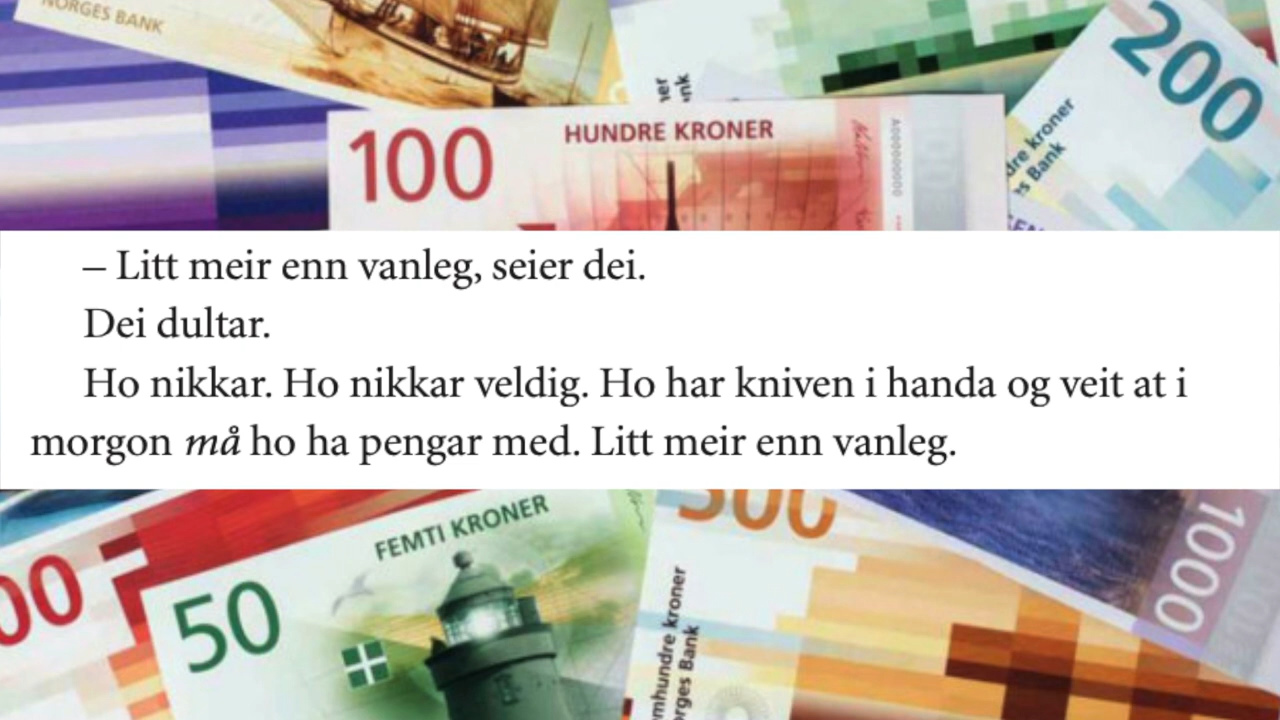 NORGES BANK
200
100
HUNDRE KRONER
– Litt meir enn vanleg, seier dei.
Dei dultar.
Ho nikkar. Ho nikkar veldig. Ho har kniven i handa og veit at i
morgon må ho ha pengar med. Litt meir enn vanleg.
FEMTI KRONER
50
1000